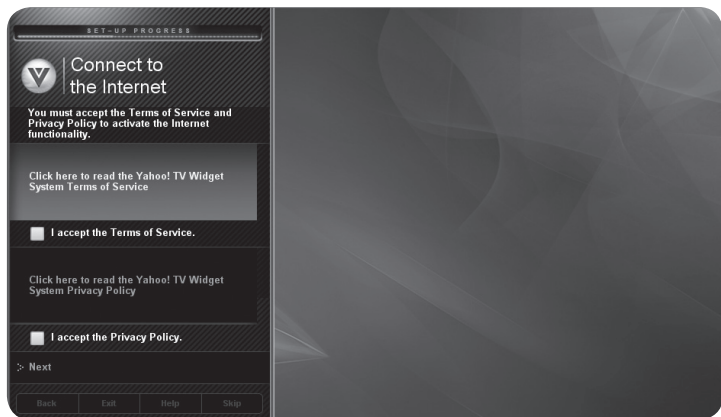 SET-UP PROGRESS
Connect to
the Internet
You must accept the Terms of Service and
Privacy Policy to activate the Internet
functionality.
Click here to read the Yahoo! TV Widget
System Terms of Service
I accept the Terms of Service.
Click here to read the Yahoo! TV Widget
System Privacy Policy
I accept the Privacy Policy.
Next
Back Exit Help Skip